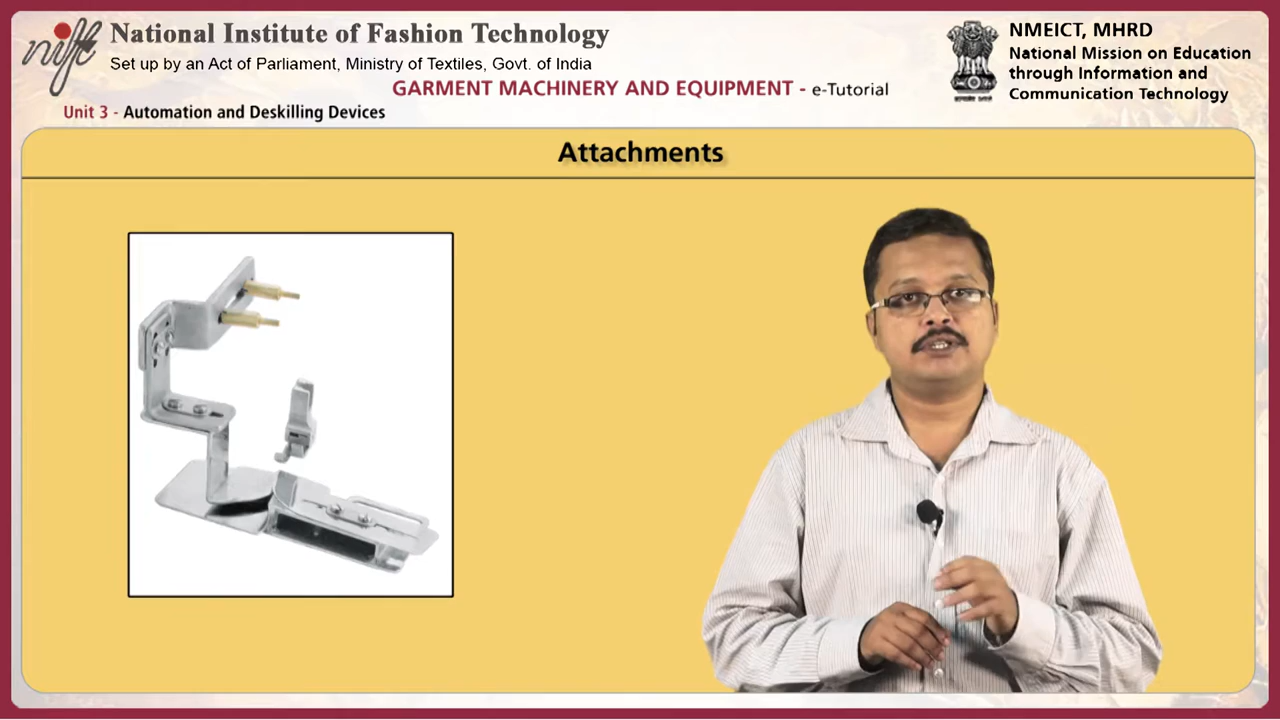 nift
National Institute of Fashion Technology
Set up by an Act of Parliament, Ministry of Textiles, Govt. of India
GARMENT MACHINERY AND EQUIPMENT - e-Tutorial
Unit 3 - Automation and Deskilling Devices
NMEICT, MHRD
National Mission on Education
through Information and
Communication Technology
Attachments